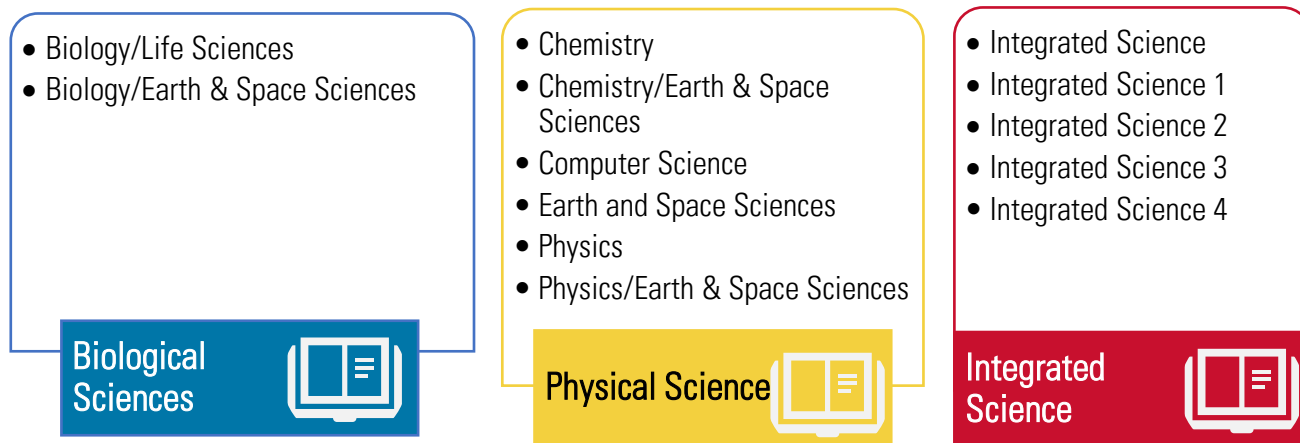 • Biology/Life Sciences
• Biology/Earth & Space Sciences
Biological
Sciences
• Chemistry
• Chemistry/Earth & Space
Sciences
• Computer Science
• Earth and Space Sciences
• Physics
• Physics/Earth & Space Sciences
Physical Science
• Integrated Science
• Integrated Science 1
• Integrated Science 2
• Integrated Science 3
• Integrated Science 4
Integrated
Science